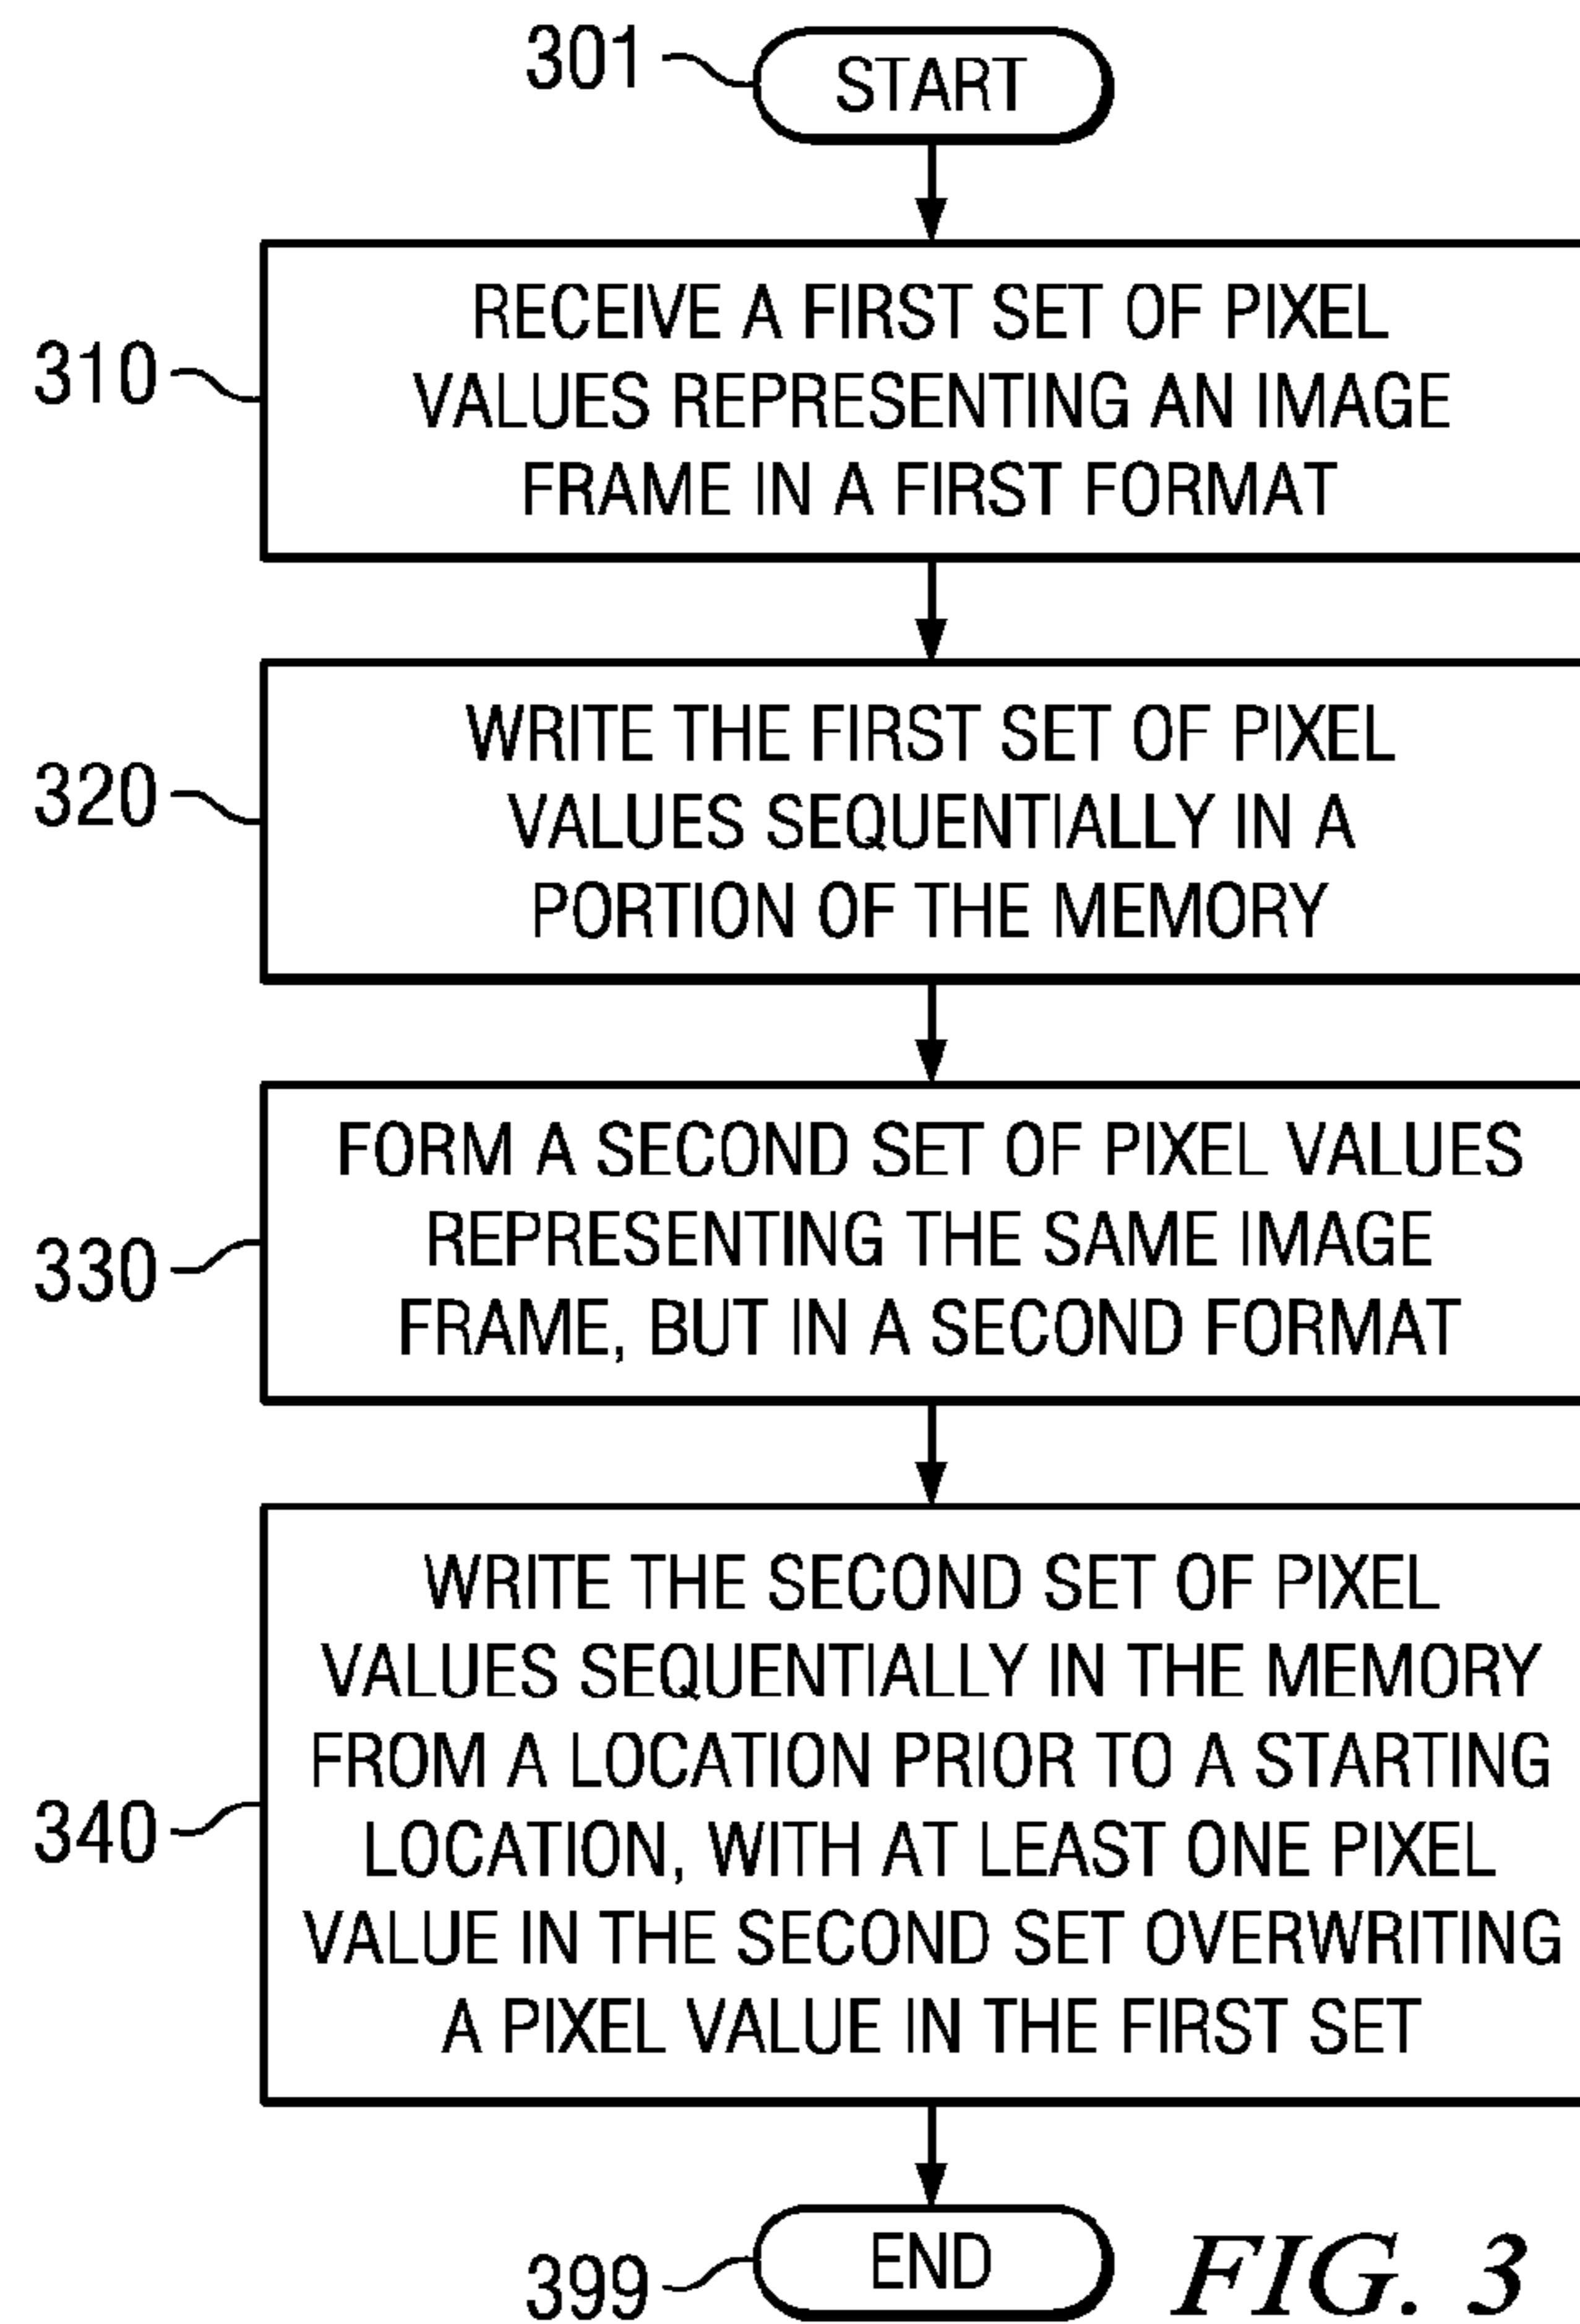 301
START
310
RECEIVE A FIRST SET OF PIXEL
VALUES REPRESENTING AN IMAGE
FRAME IN A FIRST FORMAT
320
WRITE THE FIRST SET OF PIXEL
VALUES SEQUENTIALLY IN A
PORTION OF THE MEMORY
330
FORM A SECOND SET OF PIXEL VALUES
REPRESENTING THE SAME IMAGE
FRAME, BUT IN A SECOND FORMAT
340
WRITE THE SECOND SET OF PIXEL
VALUES SEQUENTIALLY IN THE MEMORY
FROM A LOCATION PRIOR TO A STARTING
LOCATION, WITH AT LEAST ONE PIXEL
VALUE IN THE SECOND SET OVERWRITING
A PIXEL VALUE IN THE FIRST SET
399
END
FIG. 3